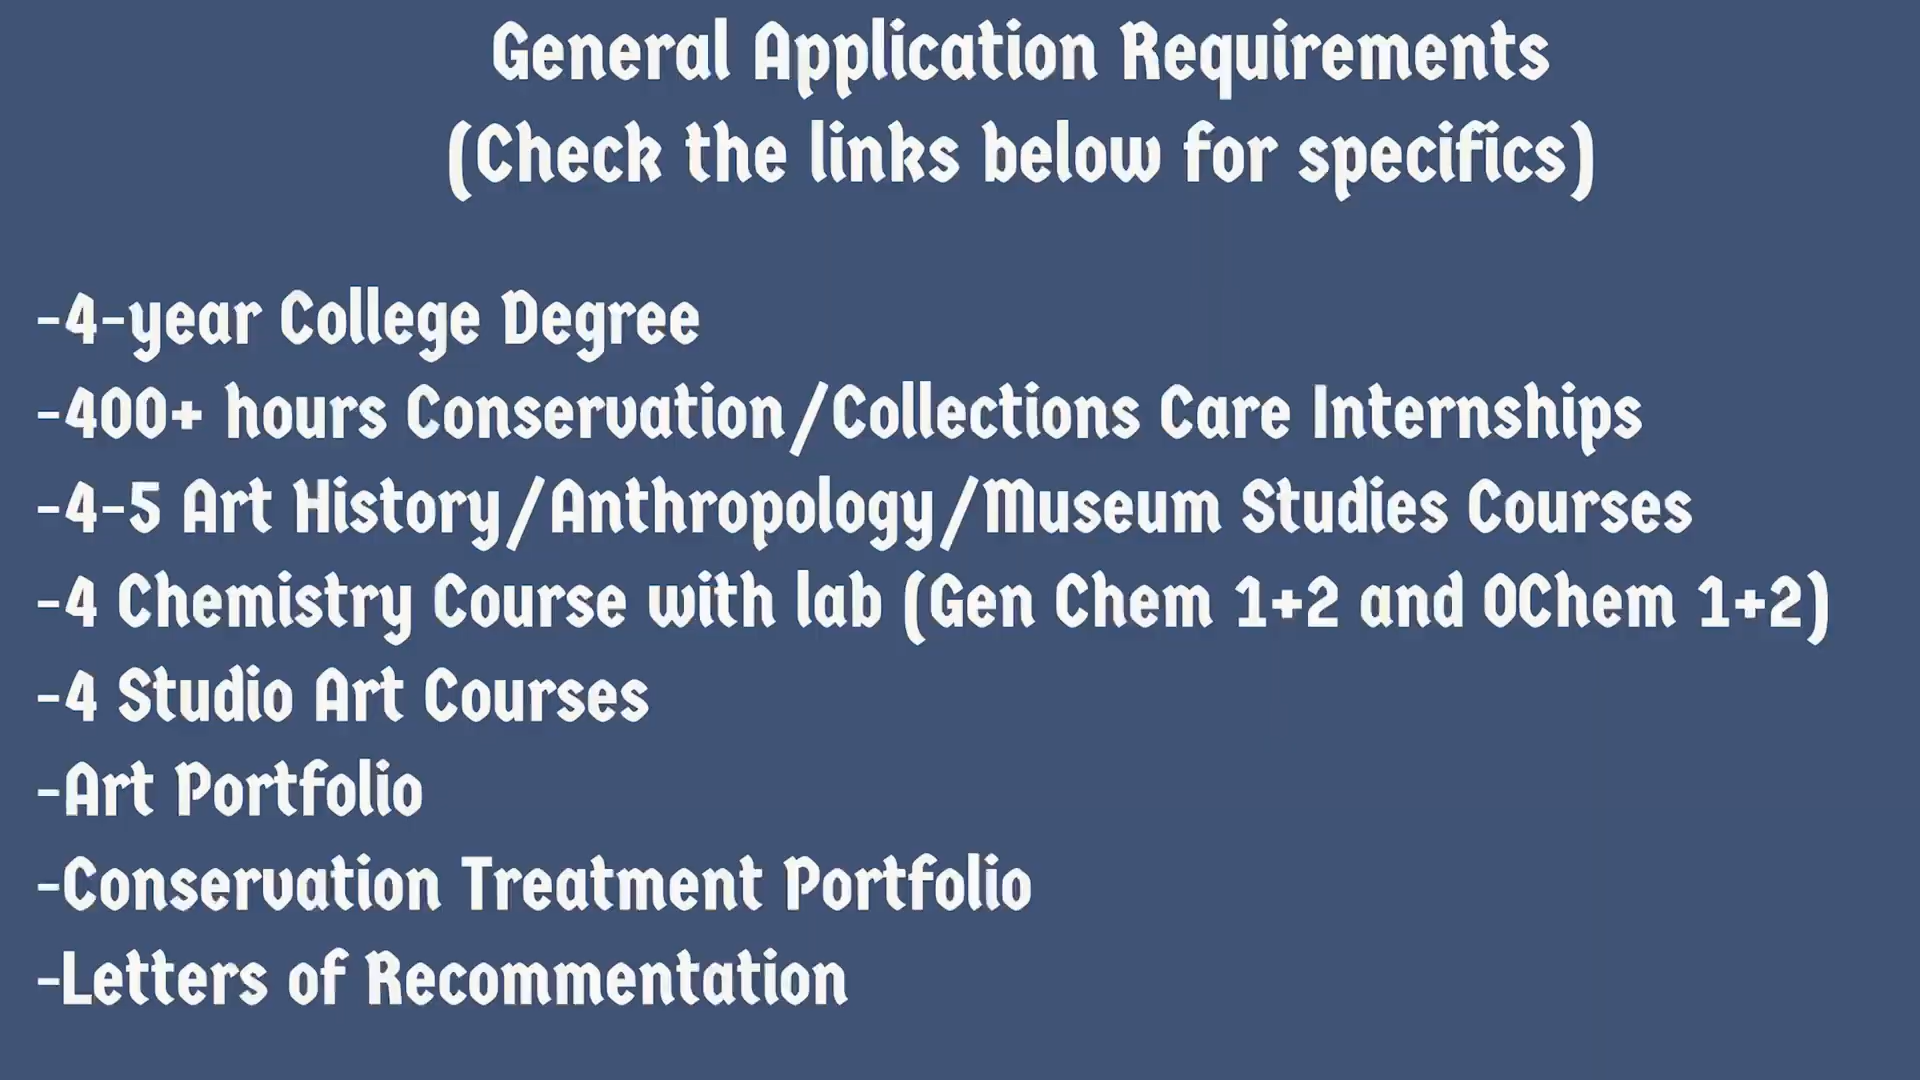 General Application Requirements
(Check the links below for specifics)
-4-year College Degree
-400+ hours Conservation/Collections Care Internships
-4-5 Art History/Anthropology/Museum Studies Courses
-4 Chemistry Course with lab (Gen Chem 1+2 and OChem 1+2)
-4 Studio Art Courses
-Art Portfolio
-Conservation Treatment Portfolio
-Letters of Recommentation